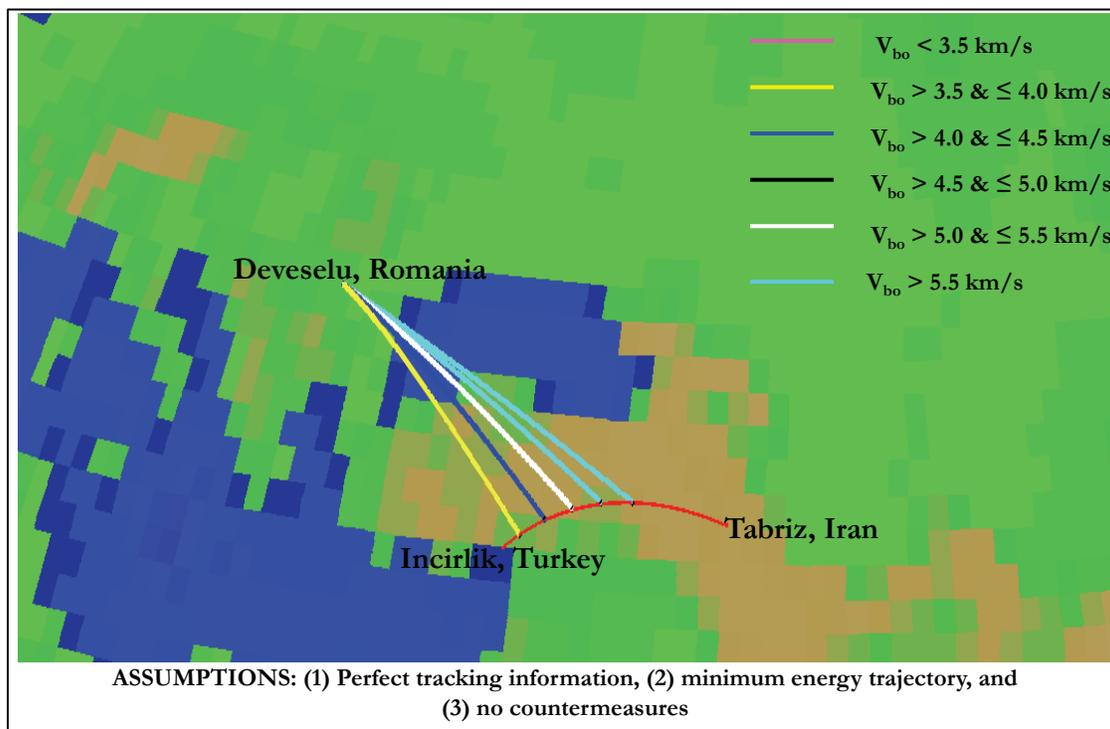 V_bo < 3.5 km/s
V_bo > 3.5 & ≤ 4.0 km/s
V_bo > 4.0 & ≤ 4.5 km/s
V_bo > 4.5 & ≤ 5.0 km/s
V_bo > 5.0 & ≤ 5.5 km/s
V_bo > 5.5 km/s
Deveselu, Romania
Tabriz, Iran
Incirlik, Turkey
ASSUMPTIONS: (1) Perfect tracking information, (2) minimum energy trajectory, and
(3) no countermeasures